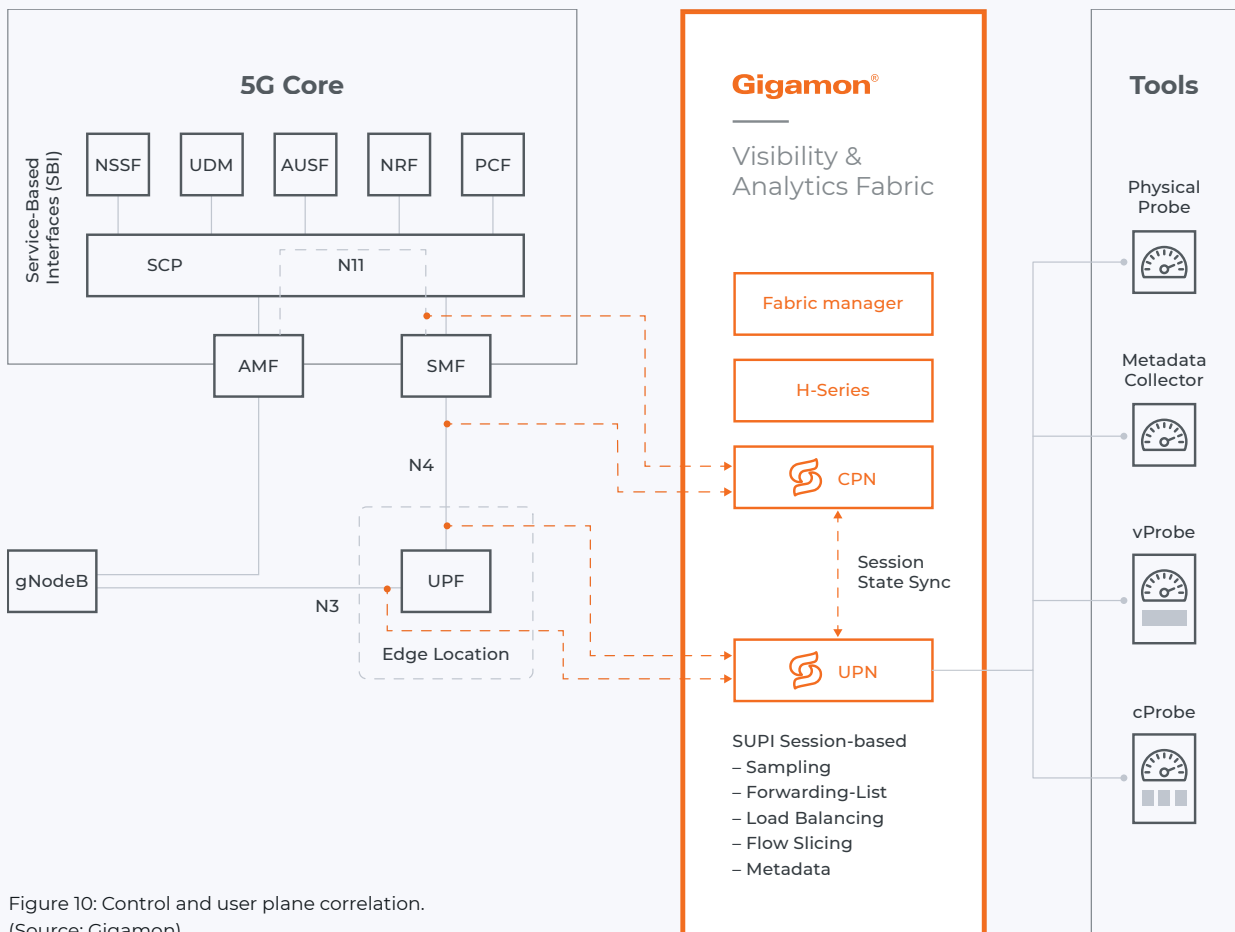 5G Core
Service-Based
Interfaces (SBI)
NSSF
UDM
AUSF
NRF
PCF
SCP
N11
AMF
SMF
N4
gNodeB
N3
UPF
Edge Location
Gigamon®
Visibility &
Analytics Fabric
Fabric manager
H-Series
CPN
Session
State Sync
UPN
SUPI Session-based
– Sampling
– Forwarding-List
– Load Balancing
– Flow Slicing
– Metadata
Tools
Physical
Probe
Metadata
Collector
vProbe
cProbe
Figure 10: Control and user plane correlation.
(Source: Gigamon)